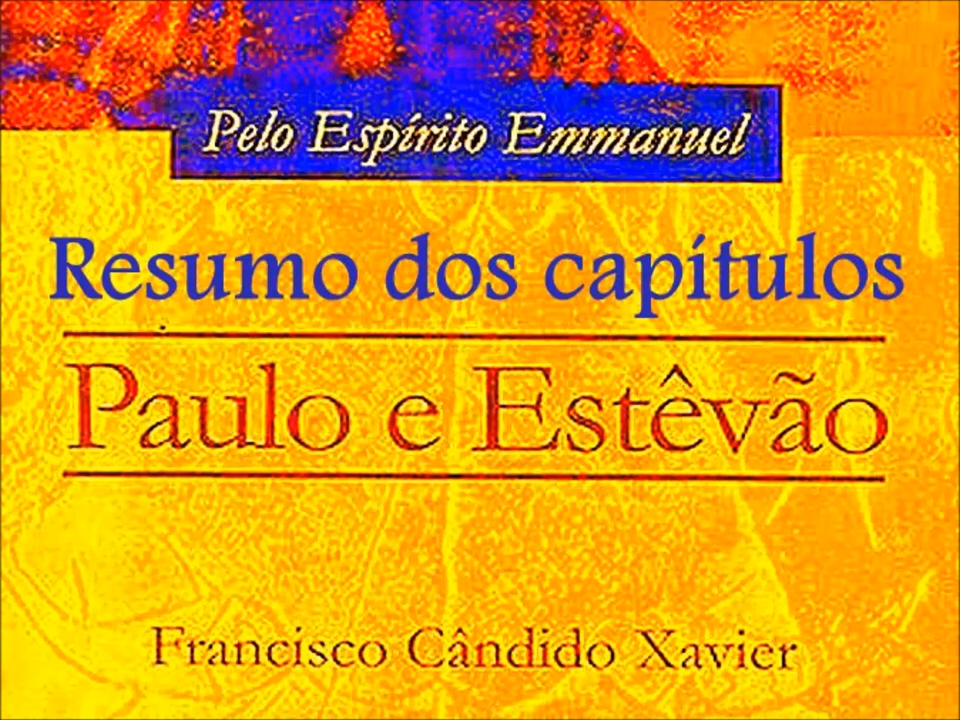 Pelo Espírito Emmanuel
Resumo dos capítulos
Paulo e Estêvão
Francisco Cândido Xavier